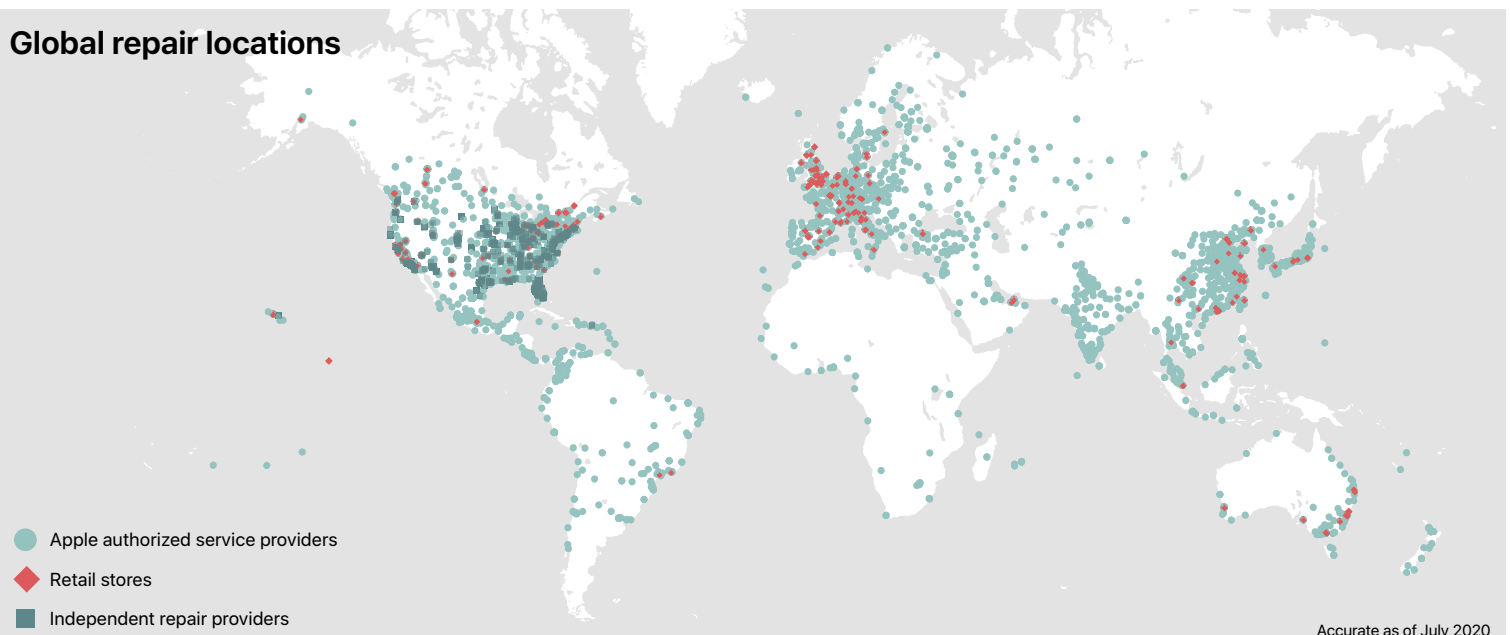 Global repair locations
Apple authorized service providers
Retail stores
Independent repair providers
Accurate as of July 2020